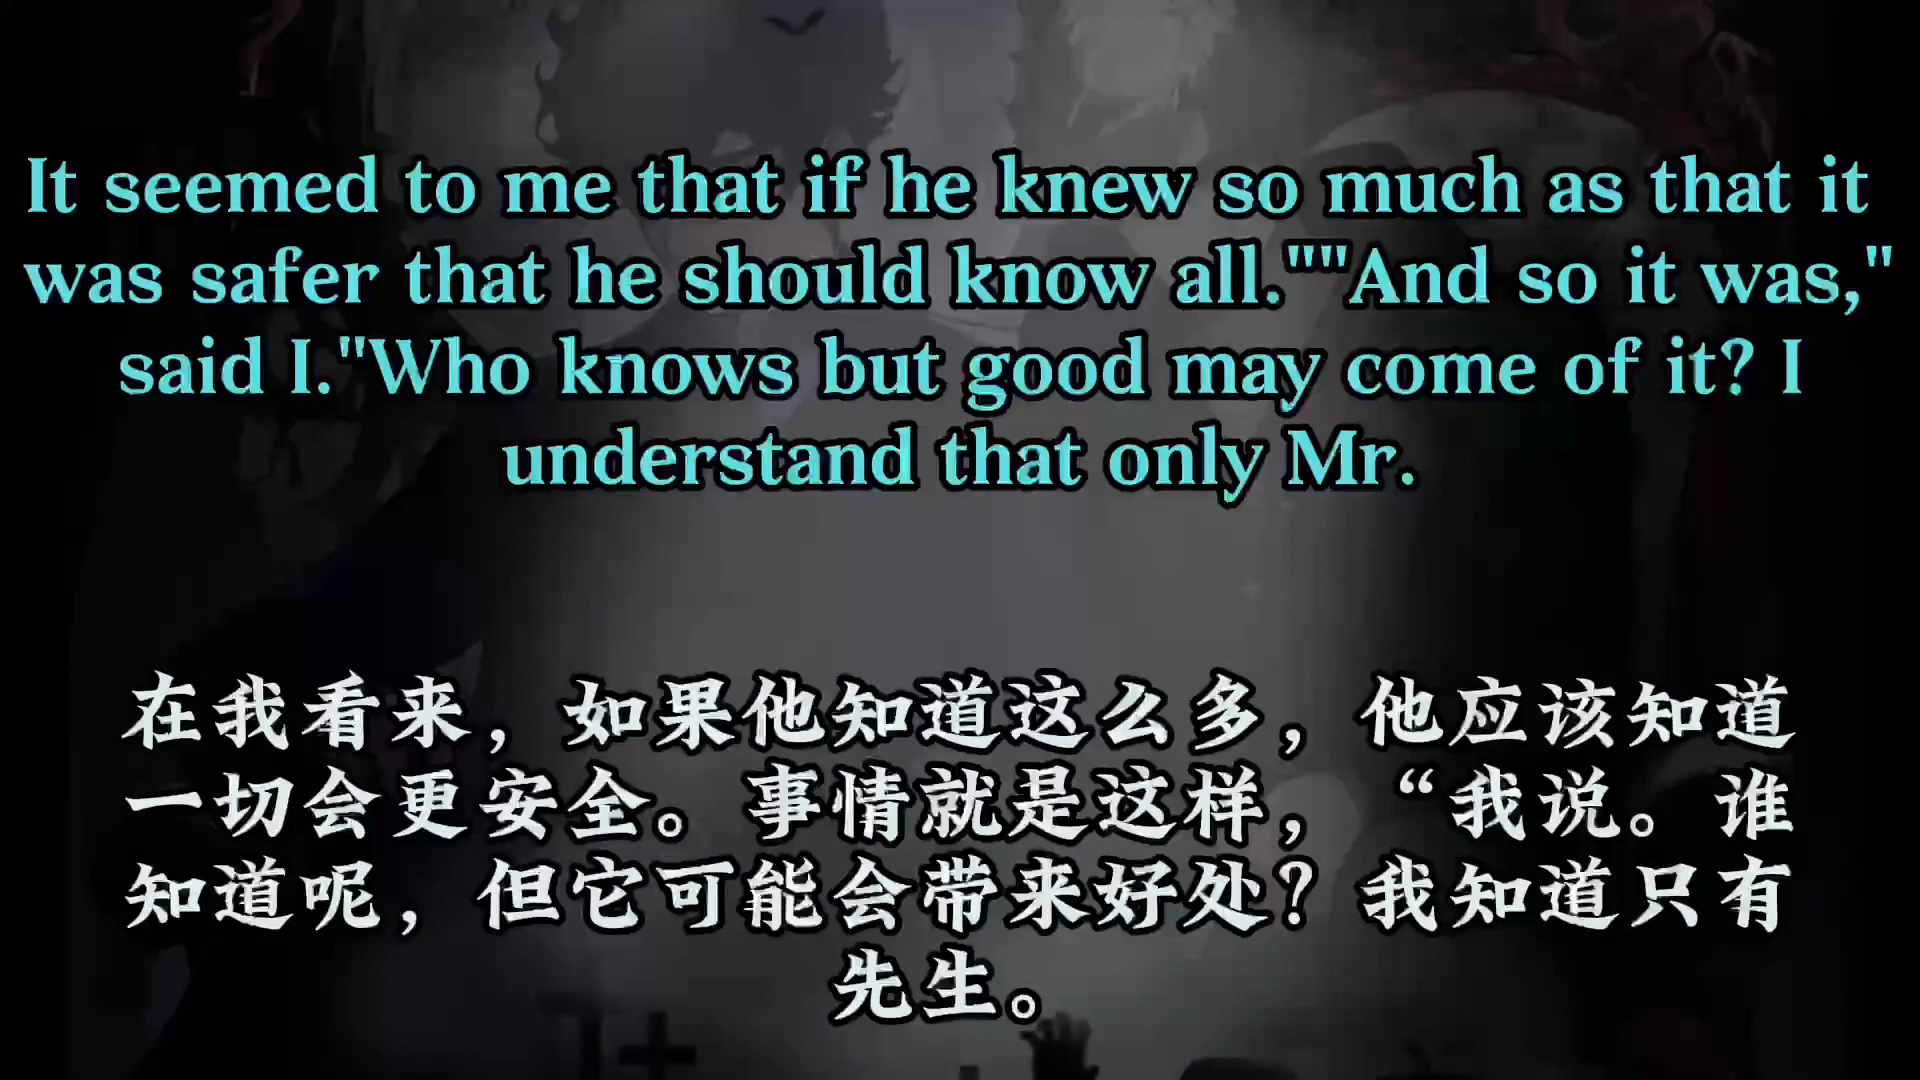 It seemed to me that if he knew so much as that it
was safer that he should know all.""And so it was,"
said I."Who knows but good may come of it? I
understand that only Mr.
在我看来，如果他知道这么多，他应该知道
一切会更安全。事情就是这样，“我说。谁
知道呢，但它可能会带来好处？我知道只有
先生。